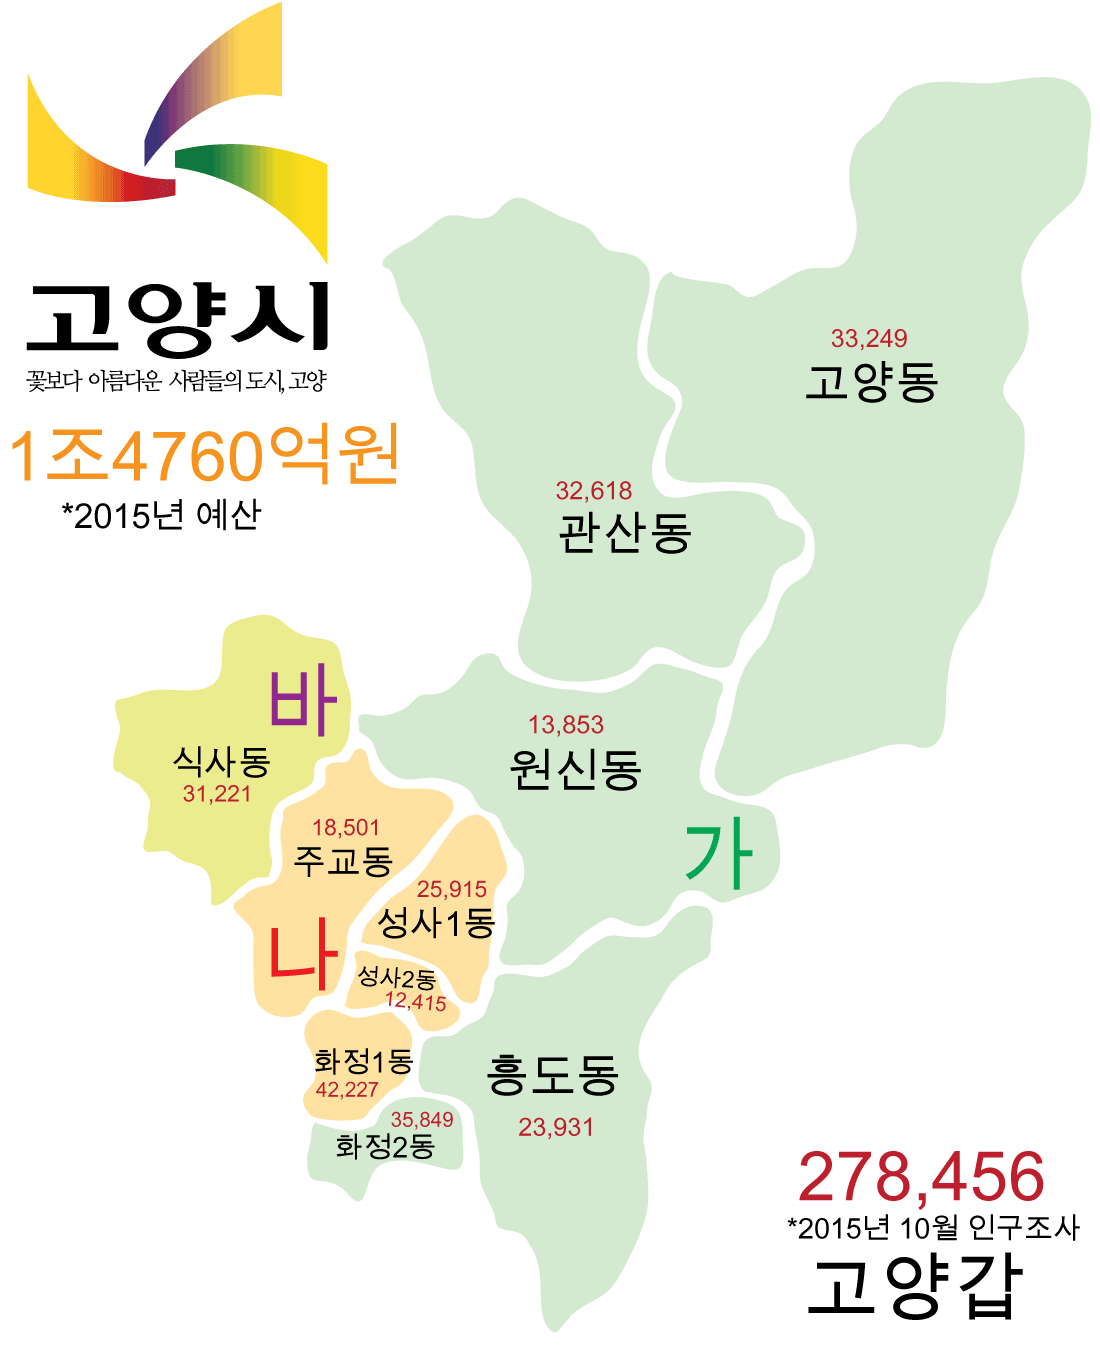 고양시
꽃보다 아름다운 사람들의 도시, 고양
1조4760억원
*2015년 예산
33,249
고양동
32,618
관산동
바
식사동
31,221
13,853
원신동
가
18,501
주교동
25,915
성사1동
나
성사2동
12,415
화정1동
42,227
35,849
화정2동
흥도동
23,931
278,456
*2015년 10월 인구조사
고양갑